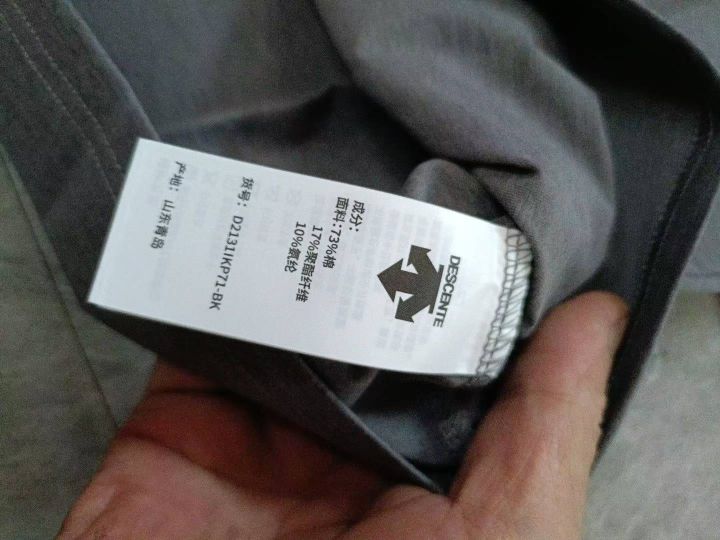 DESCENTE
成分：
面料：73%棉
17%聚酯纤维
10%氨纶
货号：D2131IKP71-BK
产地：山东青岛